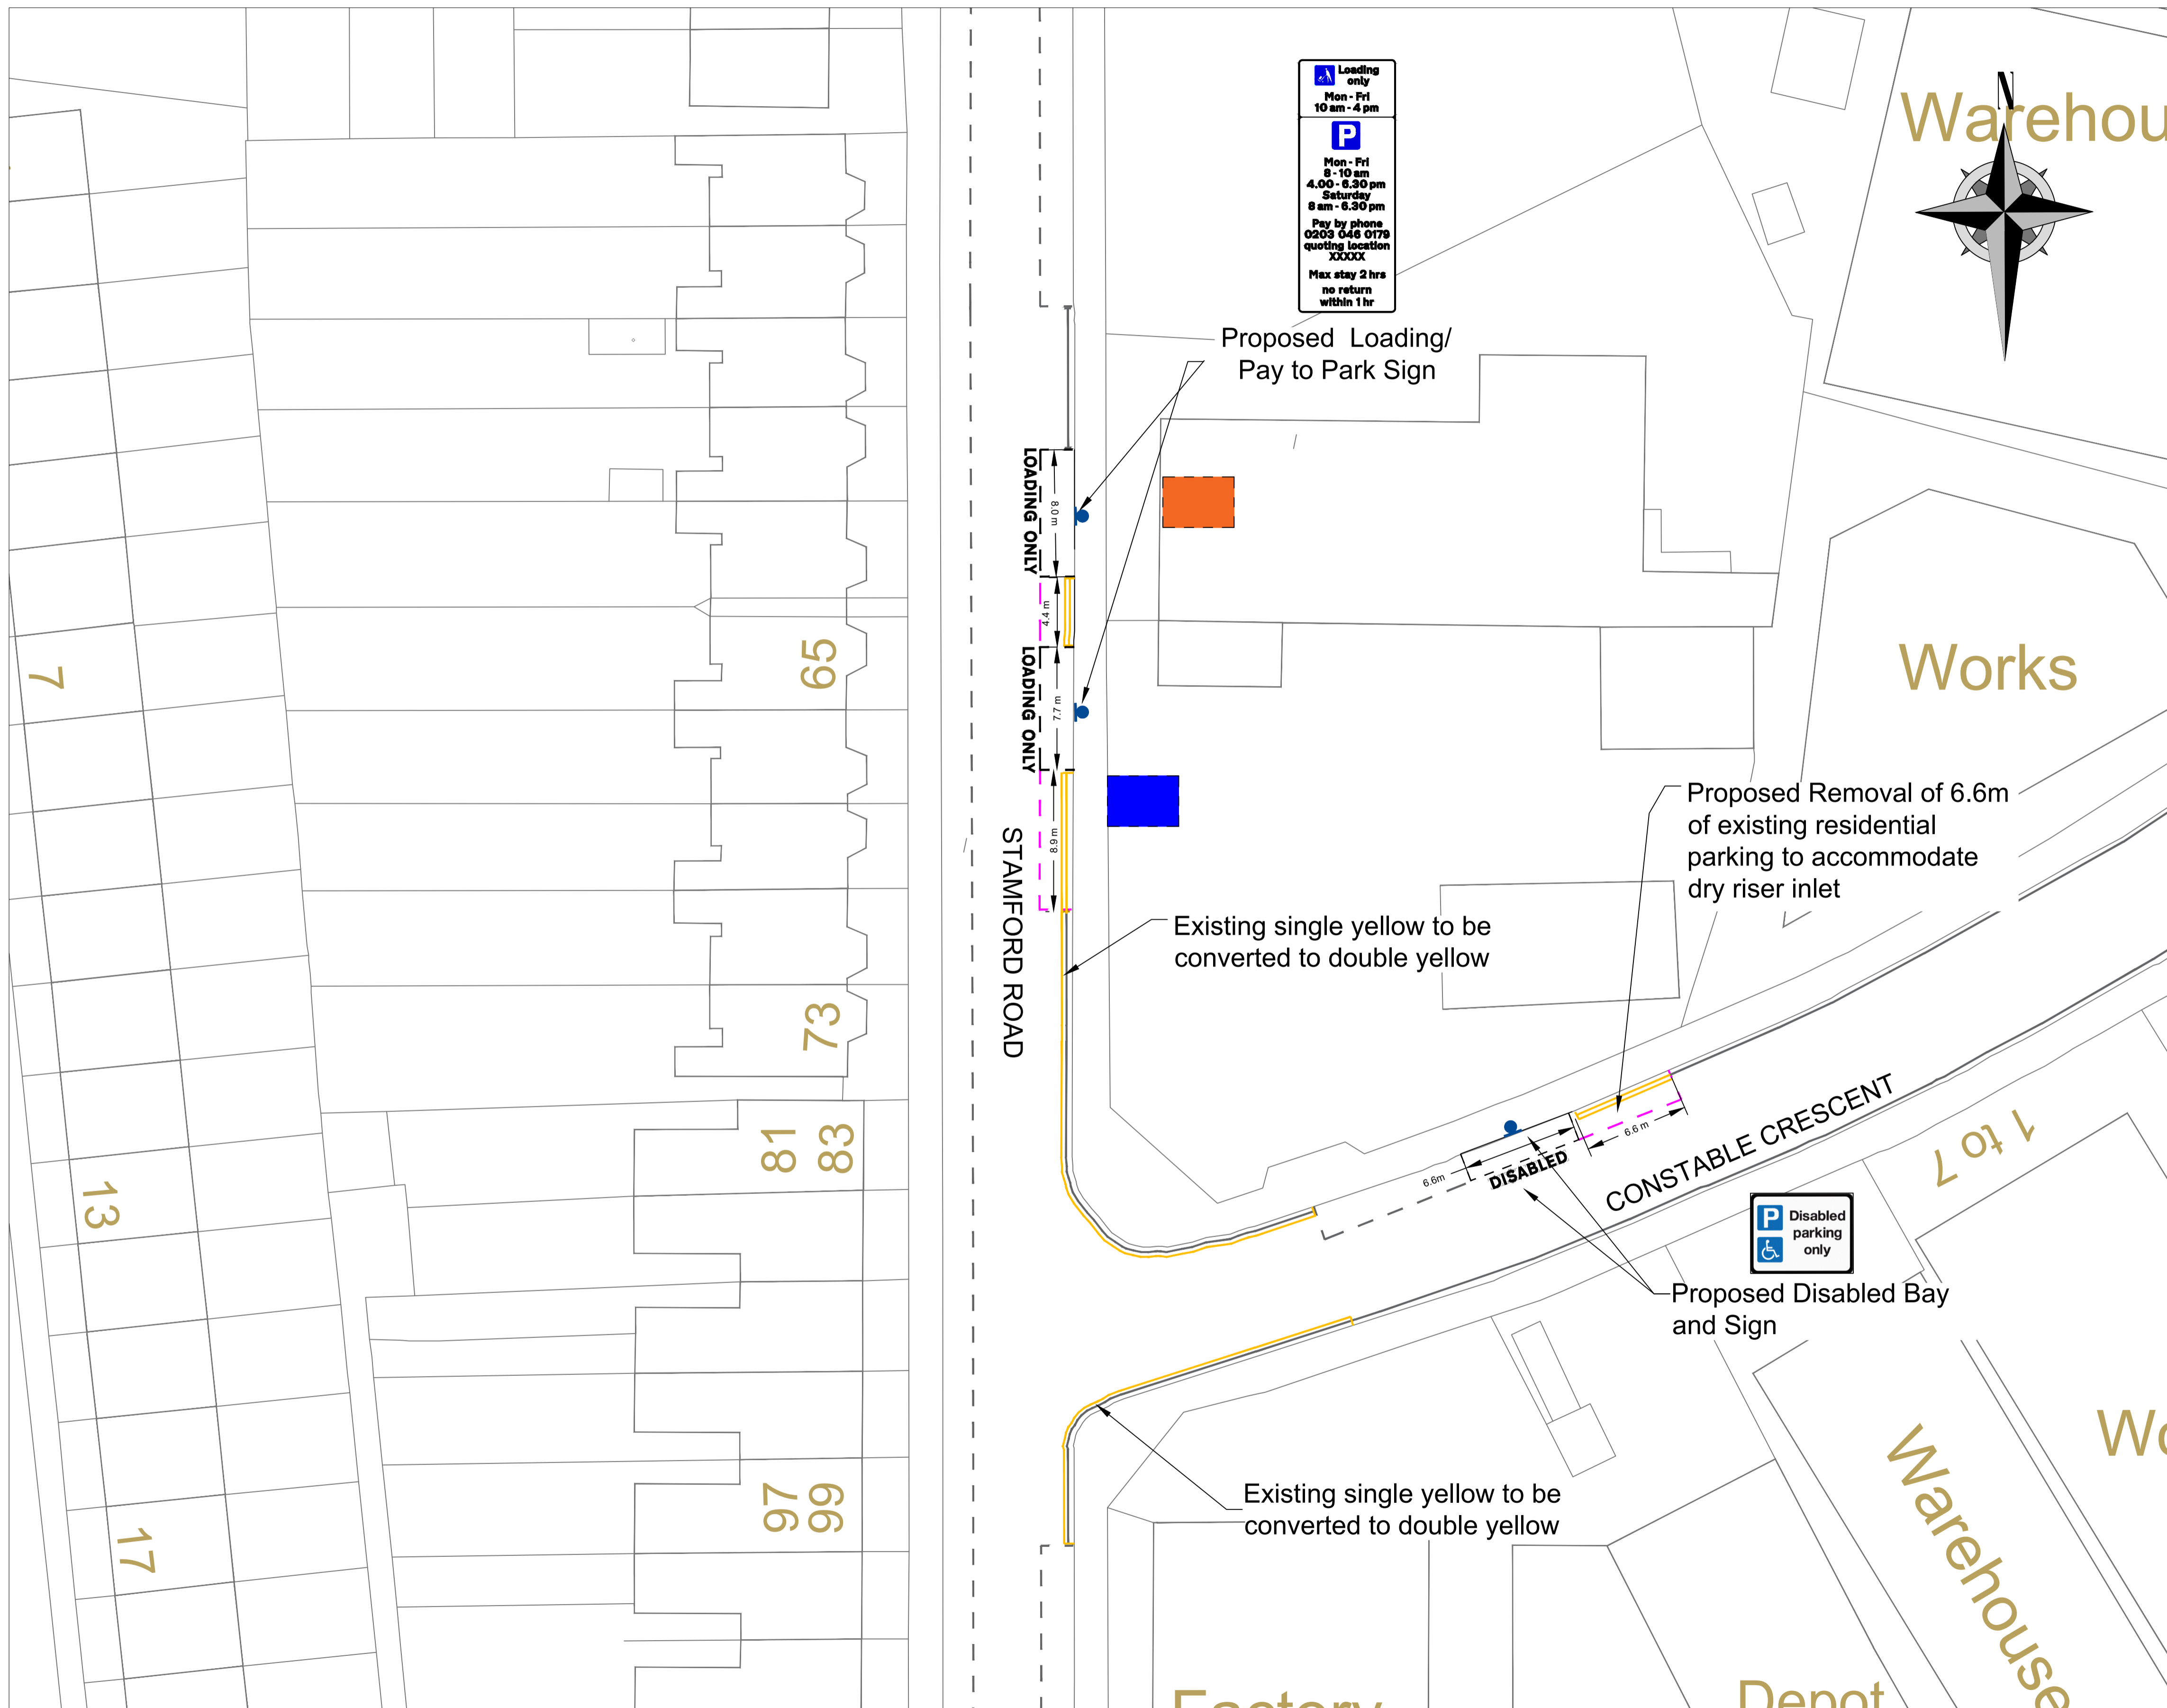 Loading
only
Mon - Fri
10 am - 4 pm
P
Mon - Fri
8 - 10 am
4.00 - 6.30 pm
Saturday
8 am - 6.30 pm
Pay by phone
0203 046 0179
quoting location
XXXXX
Max stay 2 hrs
no return
within 1 hr
N
Warehou
Proposed Loading/
Pay to Park Sign
LOADING ONLY
8.0 m
4.4 m
LOADING ONLY
7.7 m
8.9 m
STAMFORD ROAD
7
65
Works
Proposed Removal of 6.6m
of existing residential
parking to accommodate
dry riser inlet
Existing single yellow to be
converted to double yellow
73
81
83
13
6.6m
DISABLED
6.6 m
CONSTABLE CRESCENT
1 to 7
P Disabled
parking
only
Proposed Disabled Bay
and Sign
97
99
17
Existing single yellow to be
converted to double yellow
Wo
Warehouse
Factory
Depot